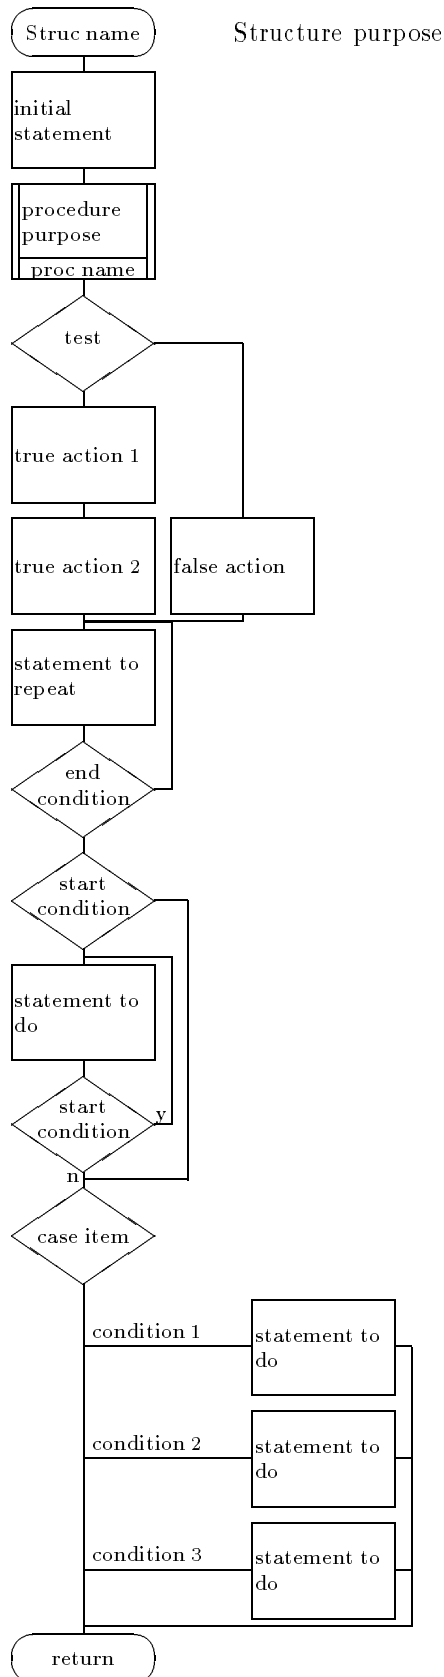 Struc name
Structure purpose
initial
statement
procedure
purpose
proc name
test
true action 1
true action 2
false action
statement to
repeat
end
condition
start
condition
statement to
do
start
condition
y
n
case item
condition 1
statement to
do
condition 2
statement to
do
condition 3
statement to
do
return